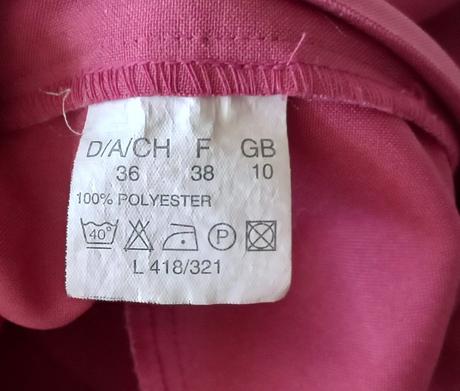 D/A/CH F GB
36 38 10
100% POLYESTER
40° P
L 418/321